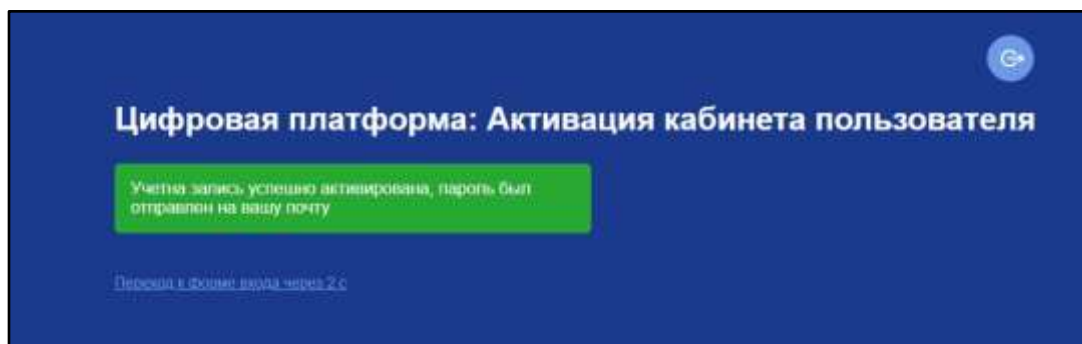 Цифровая платформа: Активация кабинета пользователя
Учетна запись успешно активирована, пароль был
отправлен на вашу почту
Переход к форме входа через 2 с